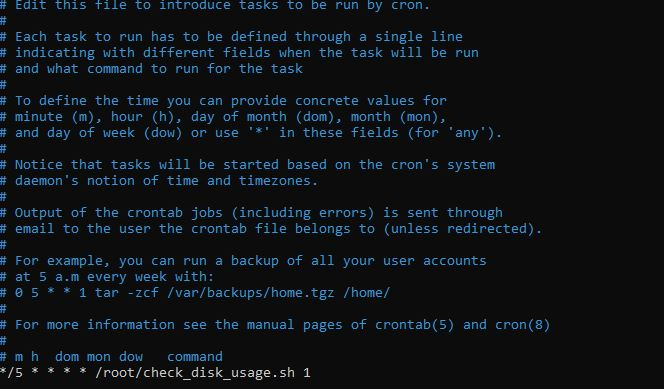 # Edit this file to introduce tasks to be run by cron.
#
# Each task to run has to be defined through a single line
# indicating with different fields when the task will be run
# and what command to run for the task
#
# To define the time you can provide concrete values for
# minute (m), hour (h), day of month (dom), month (mon),
# and day of week (dow) or use '*' in these fields (for 'any').
#
# Notice that tasks will be started based on the cron's system
# daemon's notion of time and timezones.
#
# Output of the crontab jobs (including errors) is sent through
# email to the user the crontab file belongs to (unless redirected).
#
# For example, you can run a backup of all your user accounts
# at 5 a.m every week with:
# 0 5 * * 1 tar -zcf /var/backups/home.tgz /home/
#
# For more information see the manual pages of crontab(5) and cron(8)
#
# m h  dom mon dow   command
*/5 * * * * /root/check_disk_usage.sh 1